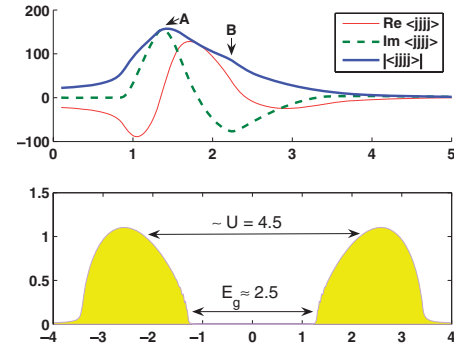 200
100
0
−100
A
B
Re <jjjj>
Im <jjjj>
|<jjjj>|
0 1 2 3 4 5
1.5
1
0.5
0
~ U = 4.5
E_g ≈ 2.5
−4 −3 −2 −1 0 1 2 3 4